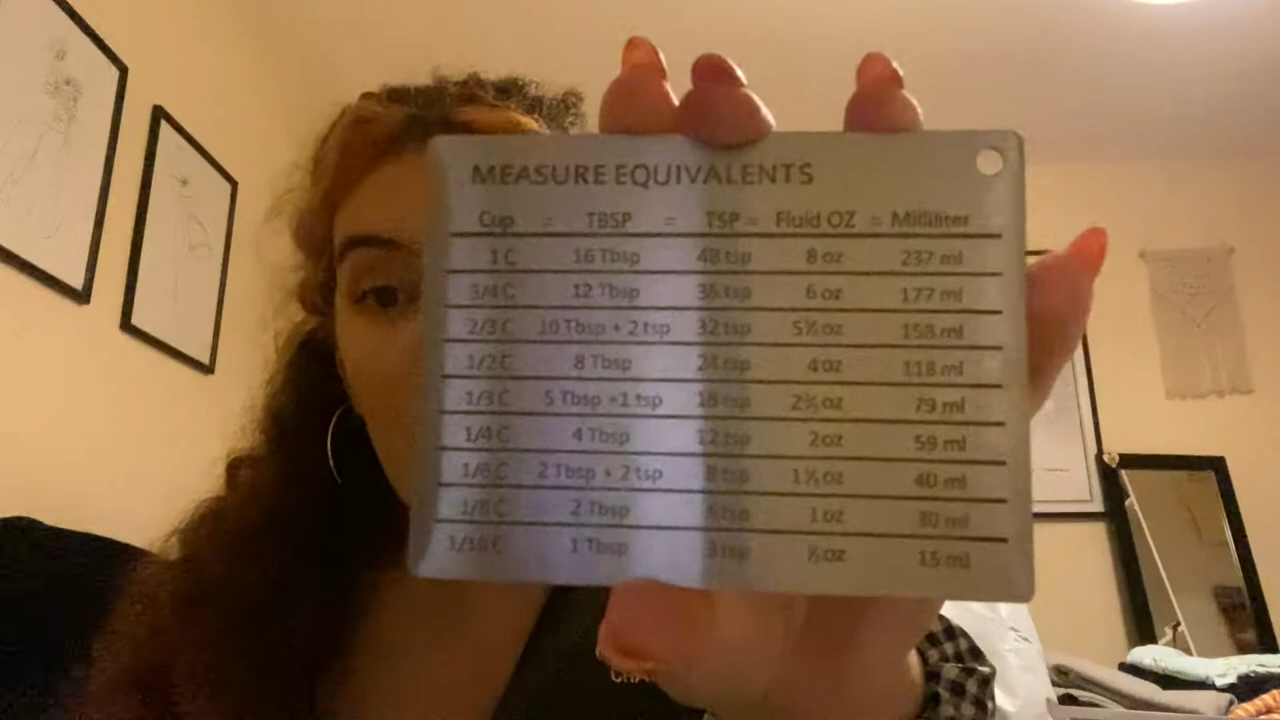 MEASURE EQUIVALENTS
Cup = TBSP = TSP = Fluid OZ = Milliliter
1 C 16 Tbsp 48 tsp 8 oz 237 ml
3/4 C 12 Tbsp 36 tsp 6 oz 177 ml
2/3 C 10 Tbsp + 2 tsp 32 tsp 5⅓ oz 158 ml
1/2 C 8 Tbsp 24 tsp 4 oz 118 ml
1/3 C 5 Tbsp +1 tsp 16 tsp 2⅔ oz 79 ml
1/4 C 4 Tbsp 12 tsp 2 oz 59 ml
1/6 C 2 Tbsp + 2 tsp 8 tsp 1⅓ oz 40 ml
1/8 C 2 Tbsp 6 tsp 1 oz 30 ml
1/16 C 1 Tbsp 3 tsp ½ oz 15 ml